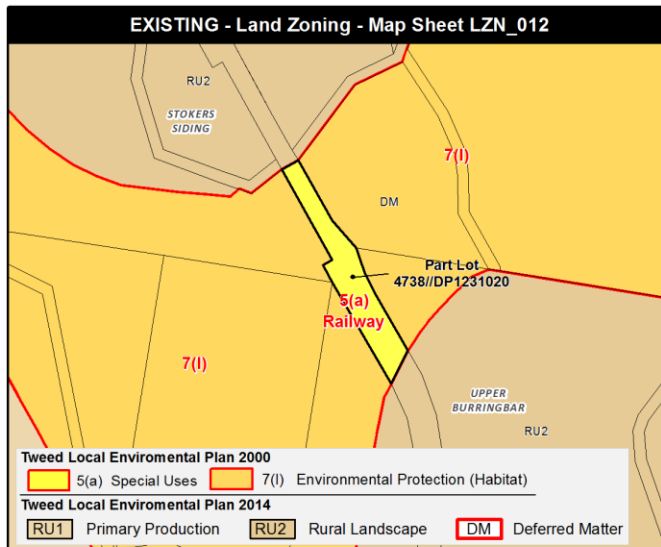 EXISTING - Land Zoning - Map Sheet LZN_012
RU2
STOKERS
SIDING
7(l)
DM
Part Lot
4738//DP1231020
5(a)
Railway
7(l)
UPPER
BURRINGBAR
RU2
Tweed Local Enviromental Plan 2000
5(a) Special Uses
7(l) Environmental Protection (Habitat)
Tweed Local Enviromental Plan 2014
RU1 Primary Production
RU2 Rural Landscape
DM Deferred Matter